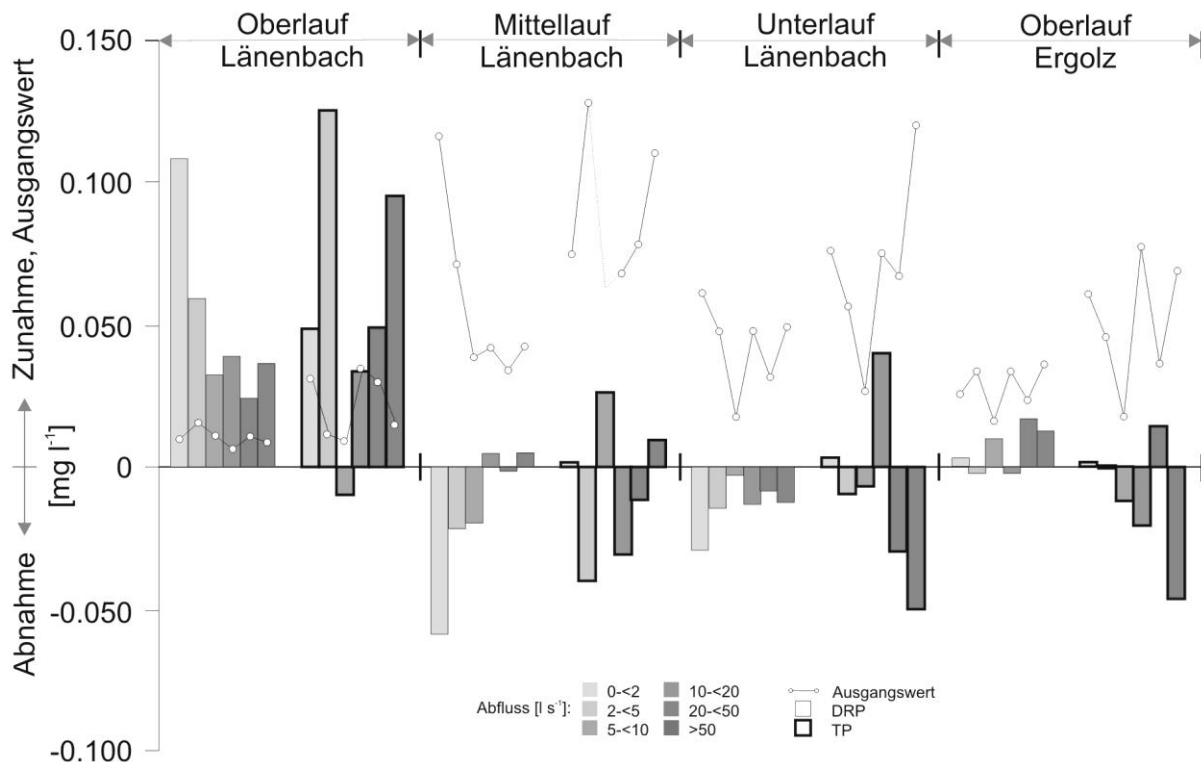 Oberlauf
Länenbach
Mittellauf
Länenbach
Unterlauf
Länenbach
Oberlauf
Ergolz
Zunahme, Ausgangswert
[mg l⁻¹]
Abnahme
0.150
0.100
0.050
0
-0.050
-0.100
Abfluss [l s⁻¹]:
0-<2
2-<5
5-<10
10-<20
20-<50
>50
Ausgangswert
DRP
TP